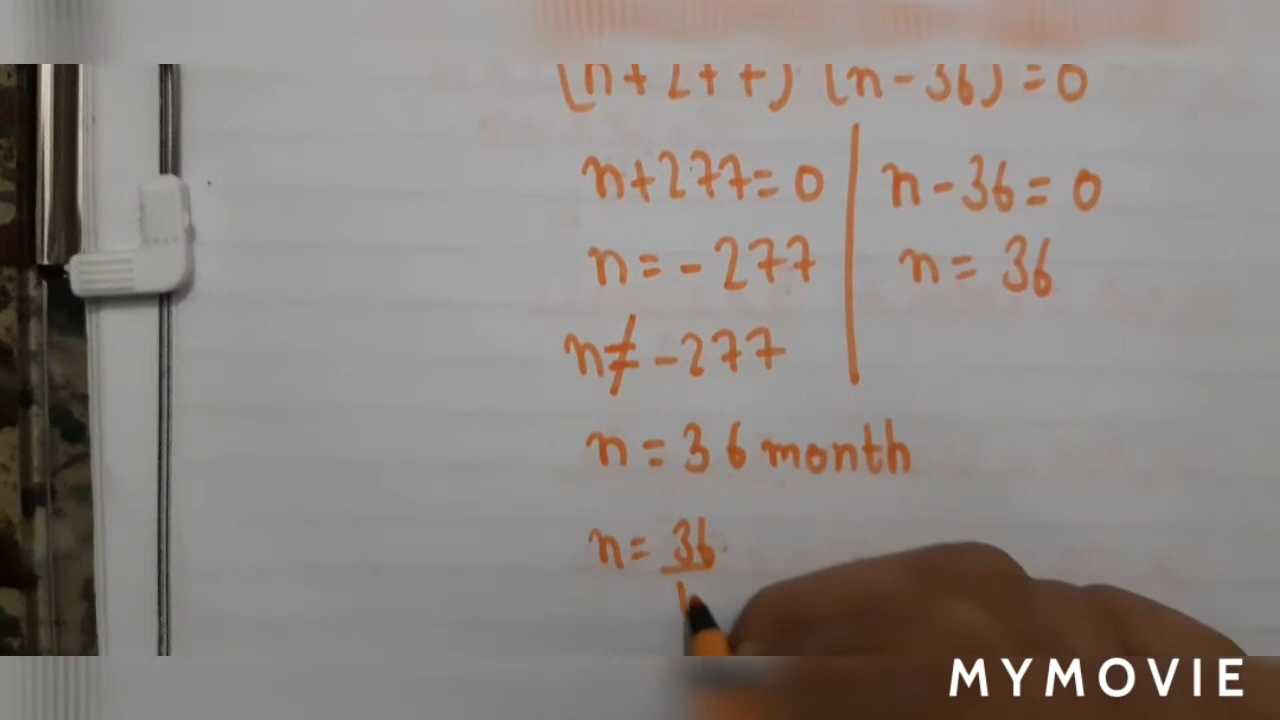 (n+277) (n-36) = 0
n+277=0 n-36=0
n=-277 n=36
n≠-277
n=36 month
n=36
MYMOVIE